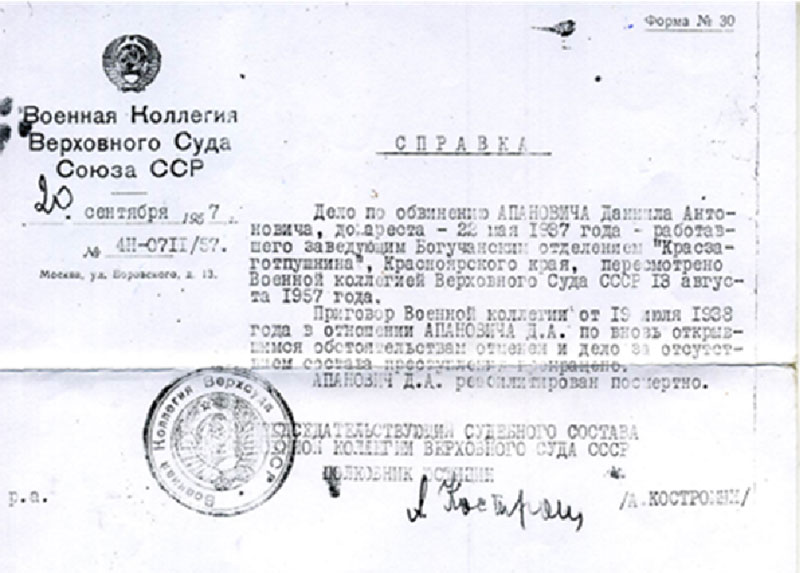 Форма № 30
Военная Коллегия
Верховного Суда
Союза ССР
20 сентября 1957 г.
№ 4Н-0711/57.
Москва, ул. Воровского, д. 13.
СПРАВКА
Дело по обвинению АПАНОВИЧА Даниила Анто-
новича, до ареста - 22 мая 1937 года - работав-
шего заведующим Богучанским отделением "Красза-
готпушнина", Красноярского края, пересмотрено
Военной коллегией Верховного Суда СССР 13 авгус-
та 1957 года.
Приговор Военной коллегии от 19 июля 1938
года в отношении АПАНОВИЧА Д.А. по вновь открыв-
шимся обстоятельствам отменен и дело за отсутст-
вием состава преступления прекращено.
АПАНОВИЧ Д.А. реабилитирован посмертно.
ПРЕДСЕДАТЕЛЬСТВУЮЩИЙ СУДЕБНОГО СОСТАВА
ВОЕННОЙ КОЛЛЕГИИ ВЕРХОВНОГО СУДА СССР
ПОЛКОВНИК ЮСТИЦИИ
р.а.
А Костром
/А.КОСТРОМИН/
Военная Коллегия Верхсуда СССР